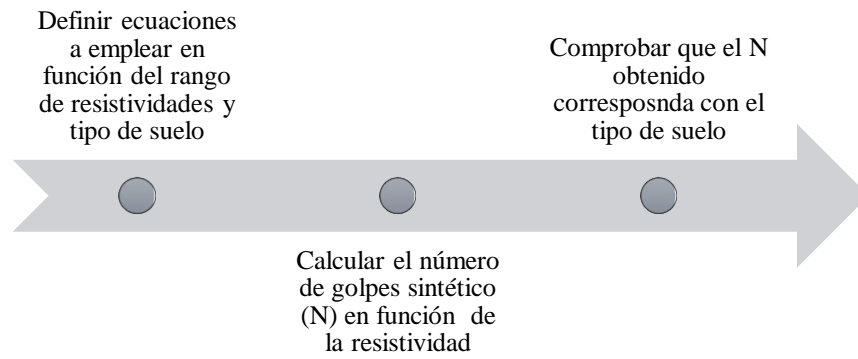 Definir ecuaciones
a emplear en
función del rango
de resistividades y
tipo de suelo
Calcular el número
de golpes sintético
(N) en función de
la resistividad
Comprobar que el N
obtenido
corresposnda con el
tipo de suelo